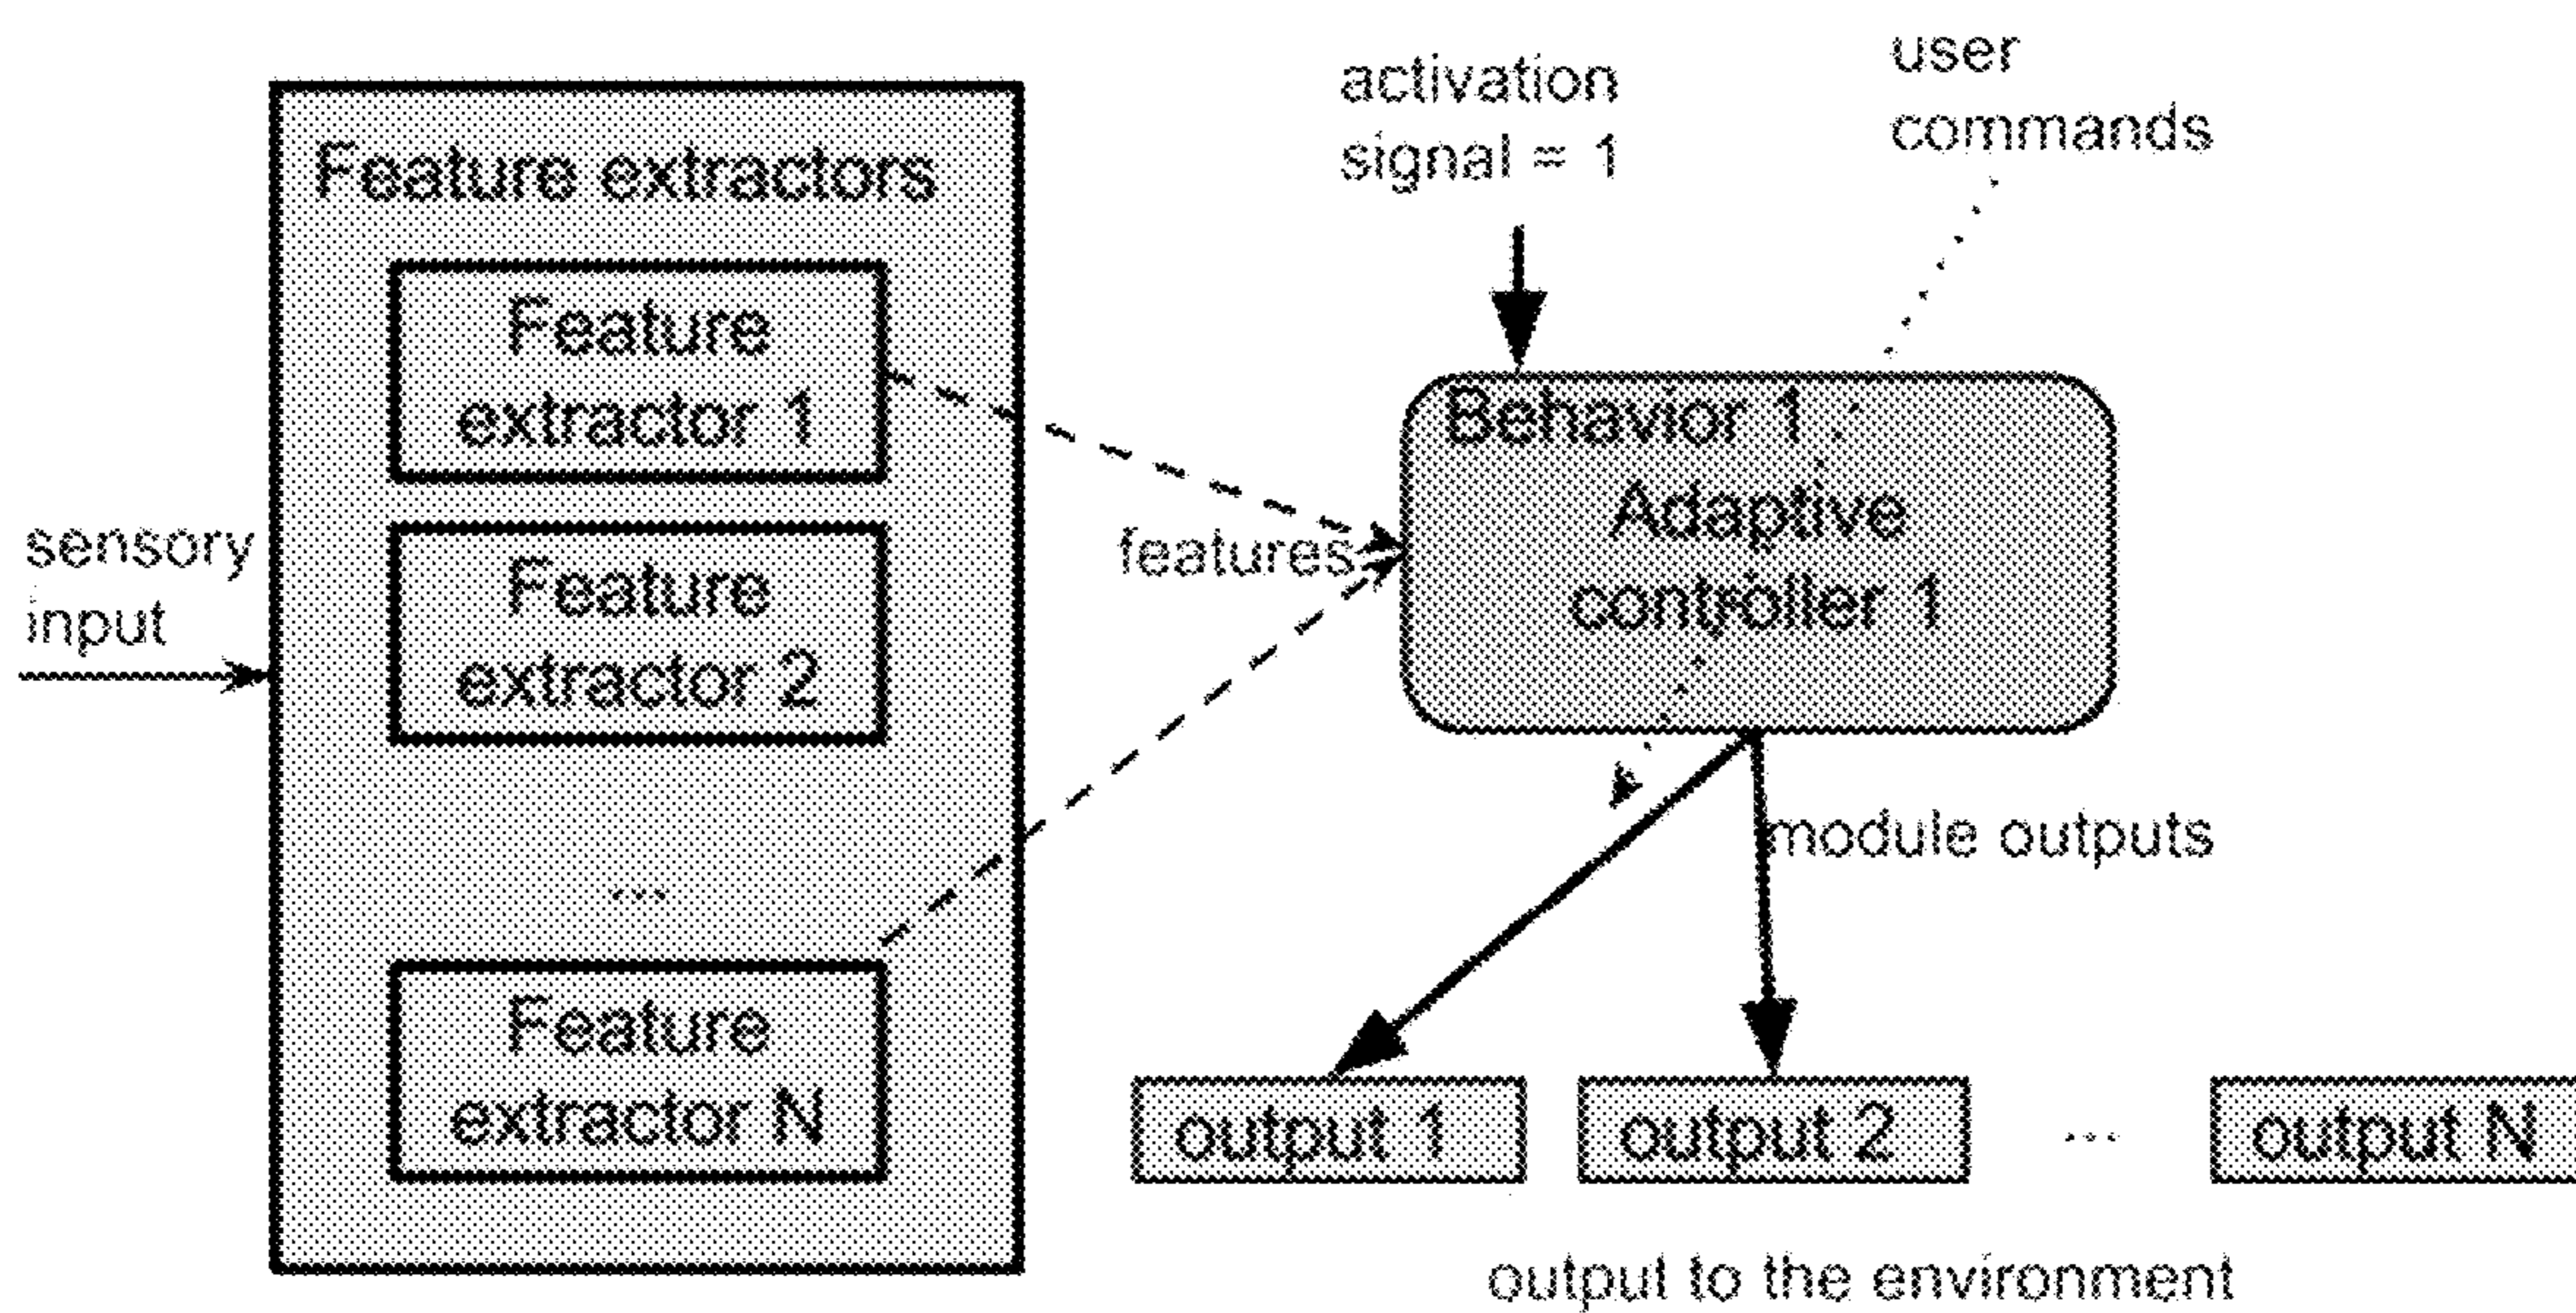 sensory
input
Feature extractors
Feature
extractor 1
Feature
extractor 2
...
Feature
extractor N
features
activation
signal = 1
user
commands
Behavior 1
Adaptive
controller 1
module outputs
output 1
output 2
...
output N
output to the environment